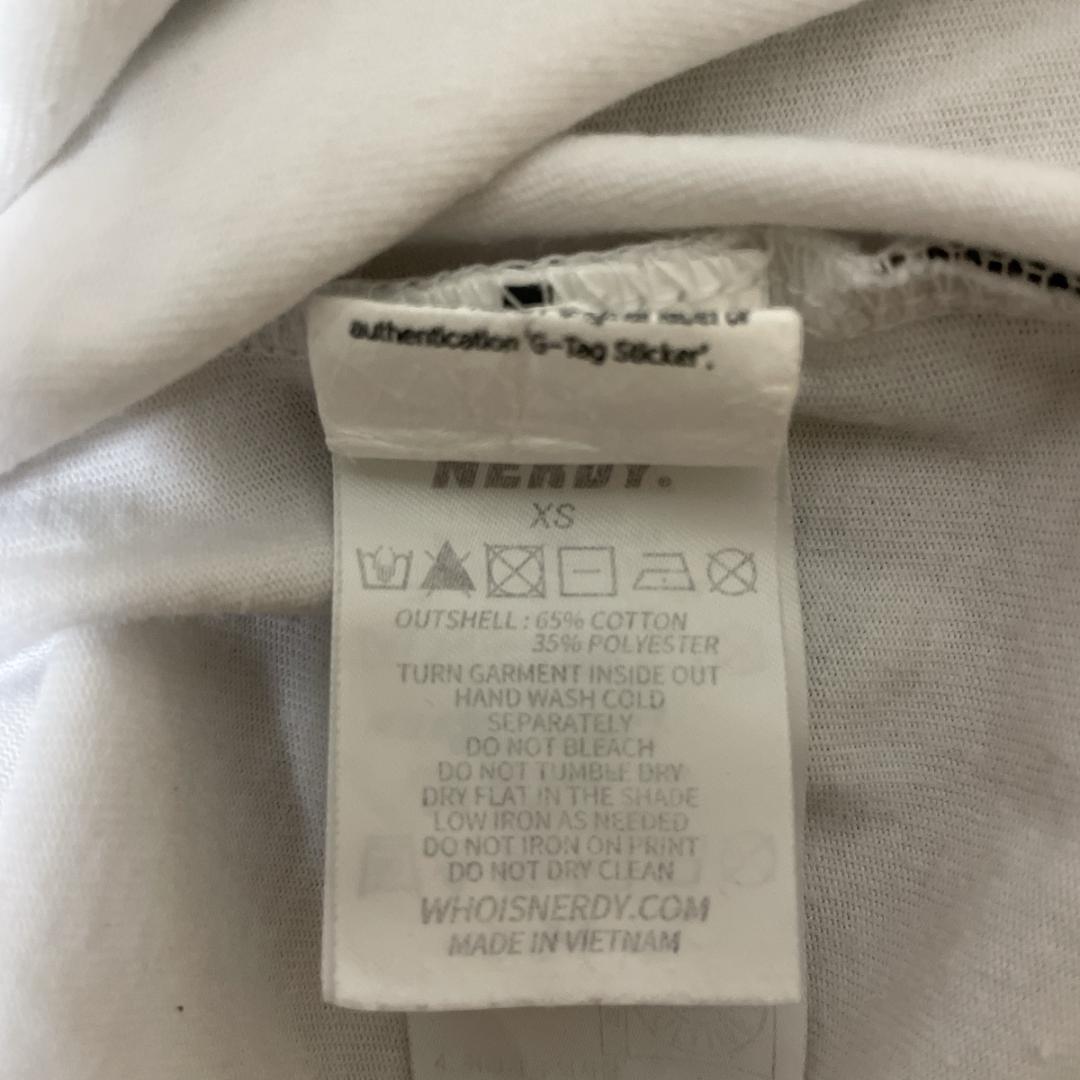 authentication 'G-Tag Sticker'.
NERDY.
XS
OUTSHELL : 65% COTTON
35% POLYESTER
TURN GARMENT INSIDE OUT
HAND WASH COLD
SEPARATELY
DO NOT BLEACH
DO NOT TUMBLE DRY
DRY FLAT IN THE SHADE
LOW IRON AS NEEDED
DO NOT IRON ON PRINT
DO NOT DRY CLEAN
WHOISNERDY.COM
MADE IN VIETNAM